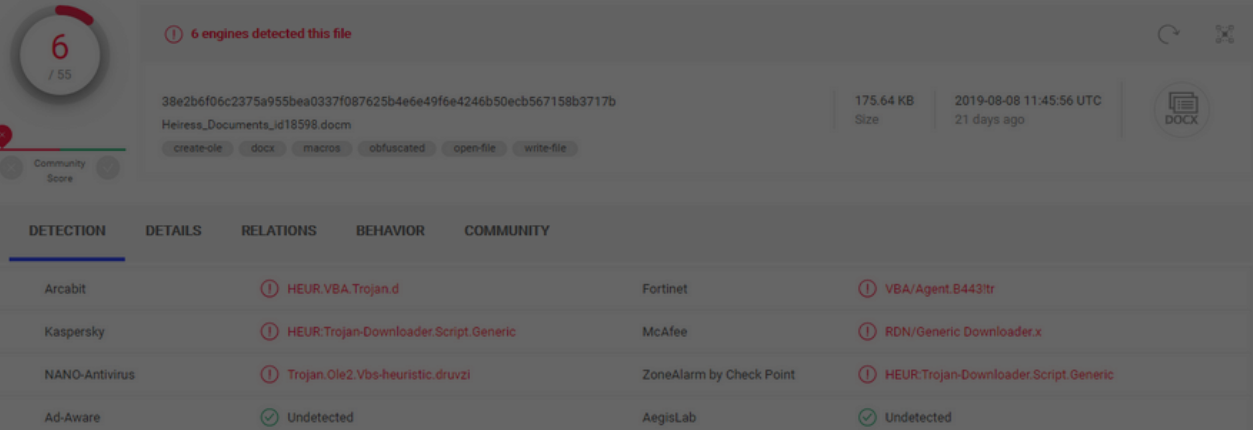 6
/ 55
6 engines detected this file
38e2b6f06c2375a955bea0337f087625b4e6e49f6e4246b50ecb567158b3717b
Heiress_Documents_id18598.docm
create-ole docx macros obfuscated open-file write-file
175.64 KB
Size
2019-08-08 11:45:56 UTC
21 days ago
DOCX
Community
Score
DETECTION DETAILS RELATIONS BEHAVIOR COMMUNITY
Arcabit HEUR.VBA.Trojan.d Fortinet VBA/Agent.B443!tr
Kaspersky HEUR:Trojan-Downloader.Script.Generic McAfee RDN/Generic Downloader.x
NANO-Antivirus Trojan.Ole2.Vbs-heuristic.druvzi ZoneAlarm by Check Point HEUR:Trojan-Downloader.Script.Generic
Ad-Aware Undetected AegisLab Undetected